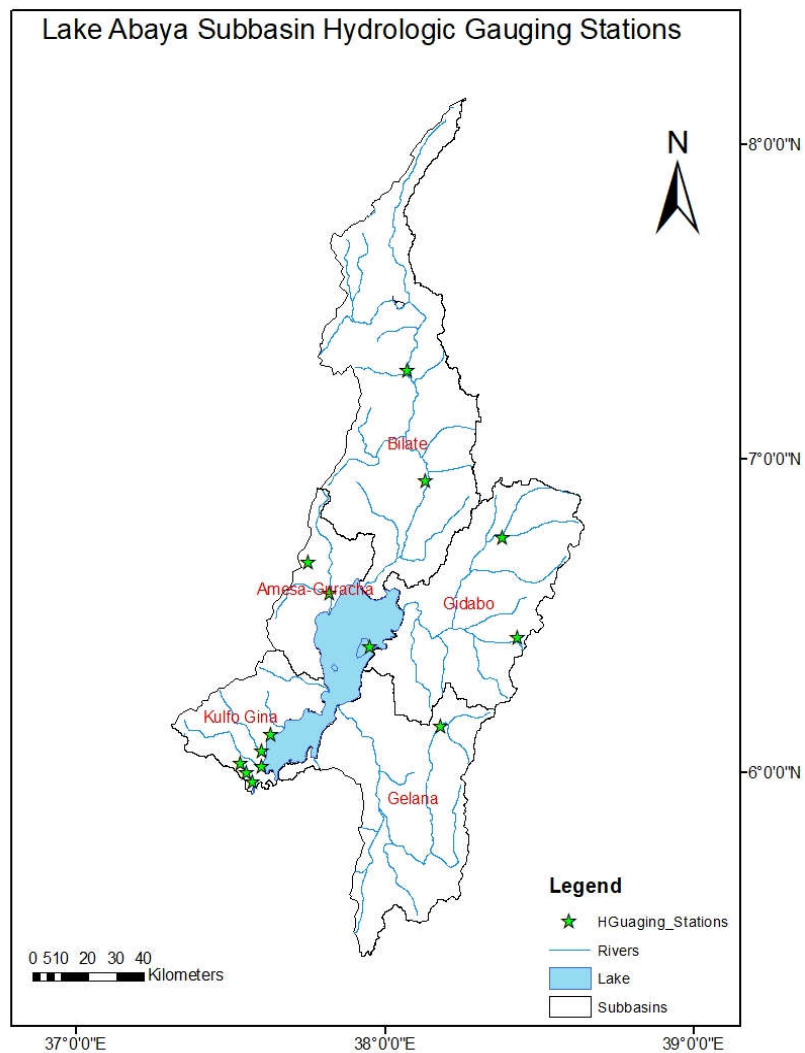 Lake Abaya Subbasin Hydrologic Gauging Stations
N
8°0'0"N
Bilate
7°0'0"N
Amesa-Guracha
Gidabo
Kulfo Gina
6°0'0"N
Gelana
Legend
HGuaging_Stations
Rivers
Lake
Subbasins
0 510 20 30 40
Kilometers
37°0'0"E 38°0'0"E 39°0'0"E